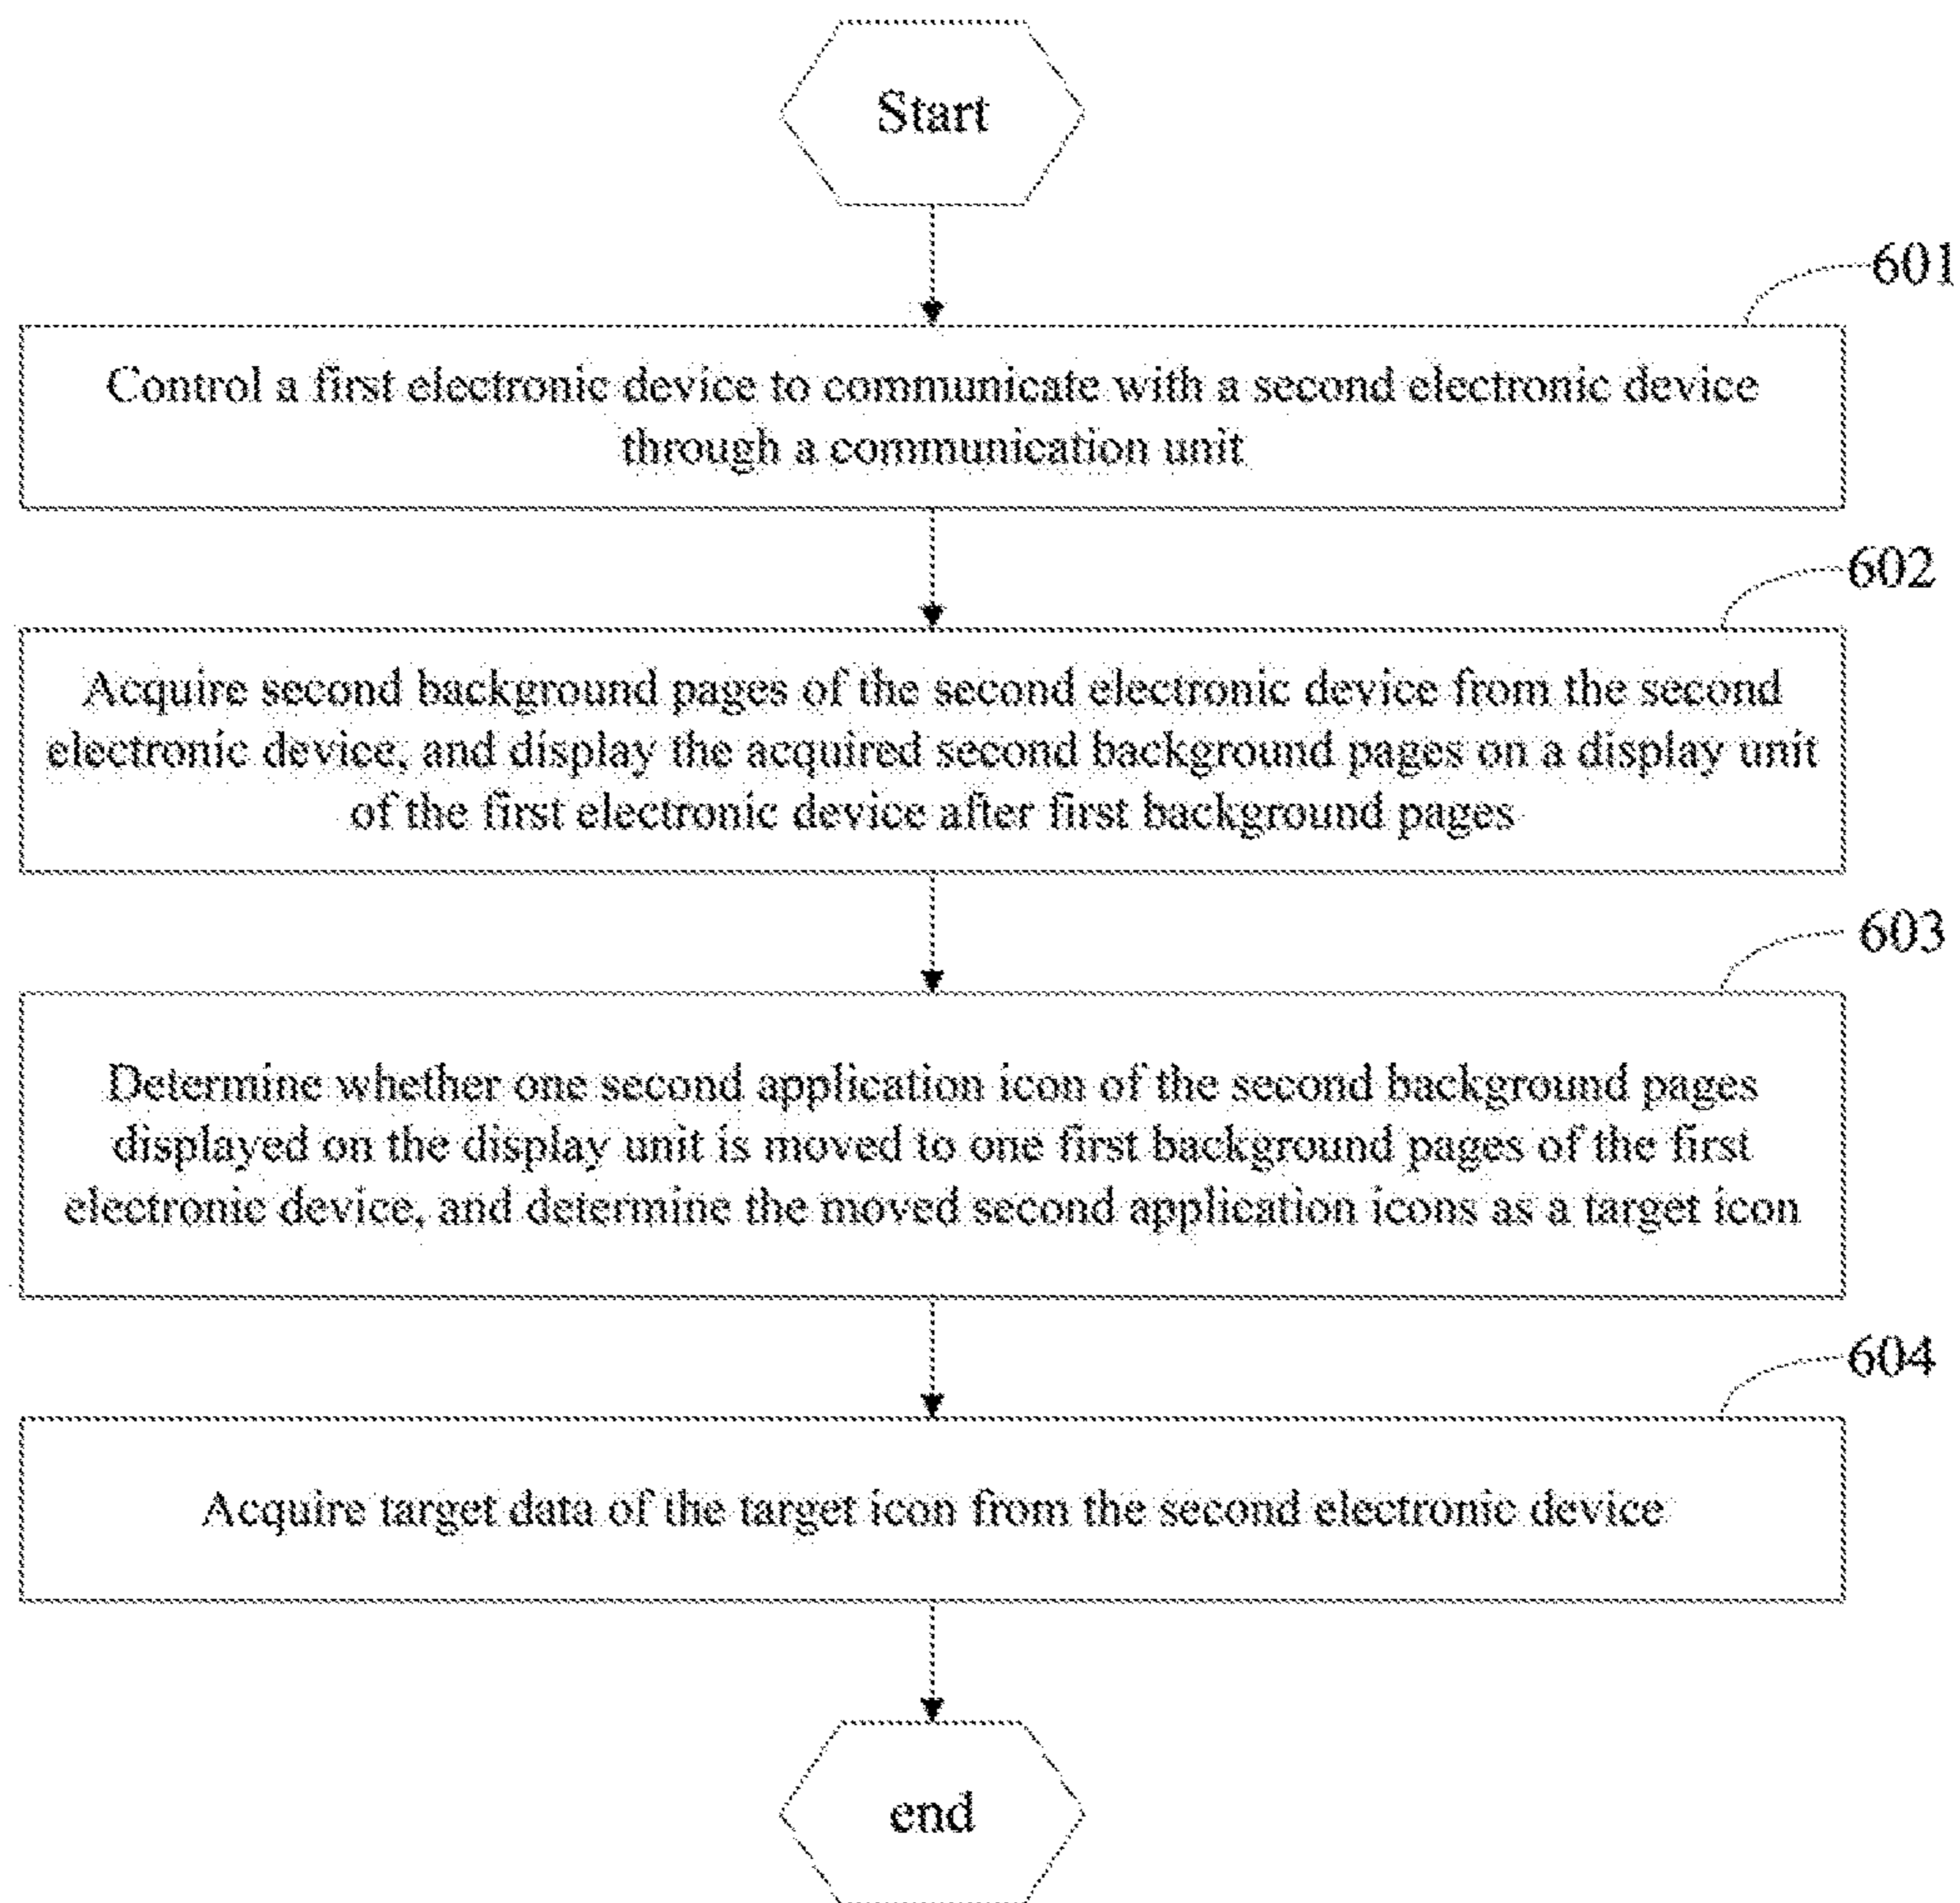 Start
601
Control a first electronic device to communicate with a second electronic device
through a communication unit
602
Acquire second background pages of the second electronic device from the second
electronic device, and display the acquired second background pages on a display unit
of the first electronic device after first background pages
603
Determine whether one second application icon of the second background pages
displayed on the display unit is moved to one first background pages of the first
electronic device, and determine the moved second application icons as a target icon
604
Acquire target data of the target icon from the second electronic device
end